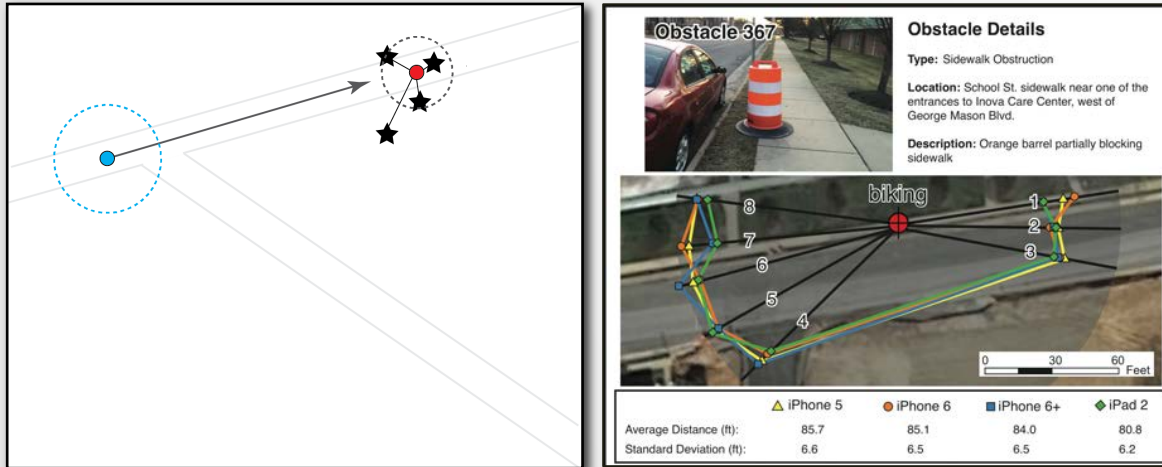 Obstacle 367
Obstacle Details
Type: Sidewalk Obstruction
Location: School St. sidewalk near one of the
entrances to Inova Care Center, west of
George Mason Blvd.
Description: Orange barrel partially blocking
sidewalk
biking
8
1
7
2
6
3
5
4
0 30 60
Feet
iPhone 5 iPhone 6 iPhone 6+ iPad 2
Average Distance (ft): 85.7 85.1 84.0 80.8
Standard Deviation (ft): 6.6 6.5 6.5 6.2